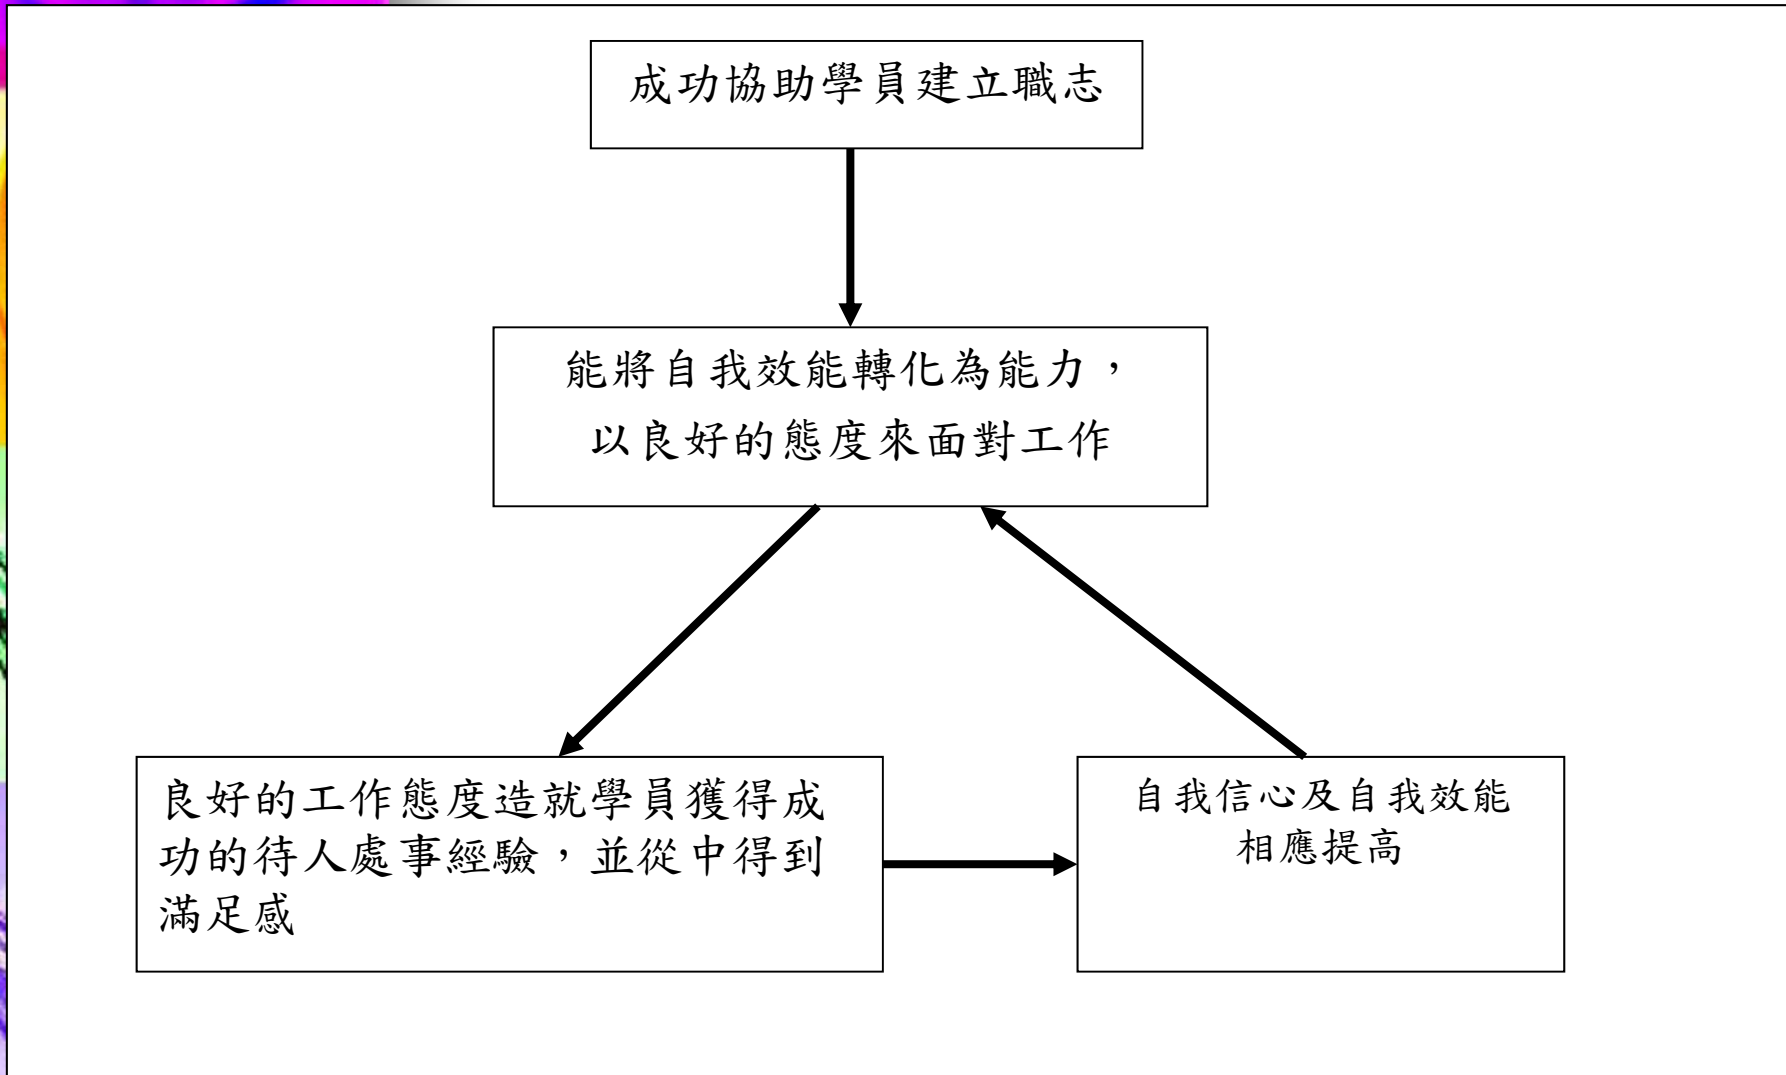 成功協助學員建立職志
能將自我效能轉化為能力，
以良好的態度來面對工作
良好的工作態度造就學員獲得成
功的待人處事經驗，並從中得到
滿足感
自我信心及自我效能
相應提高